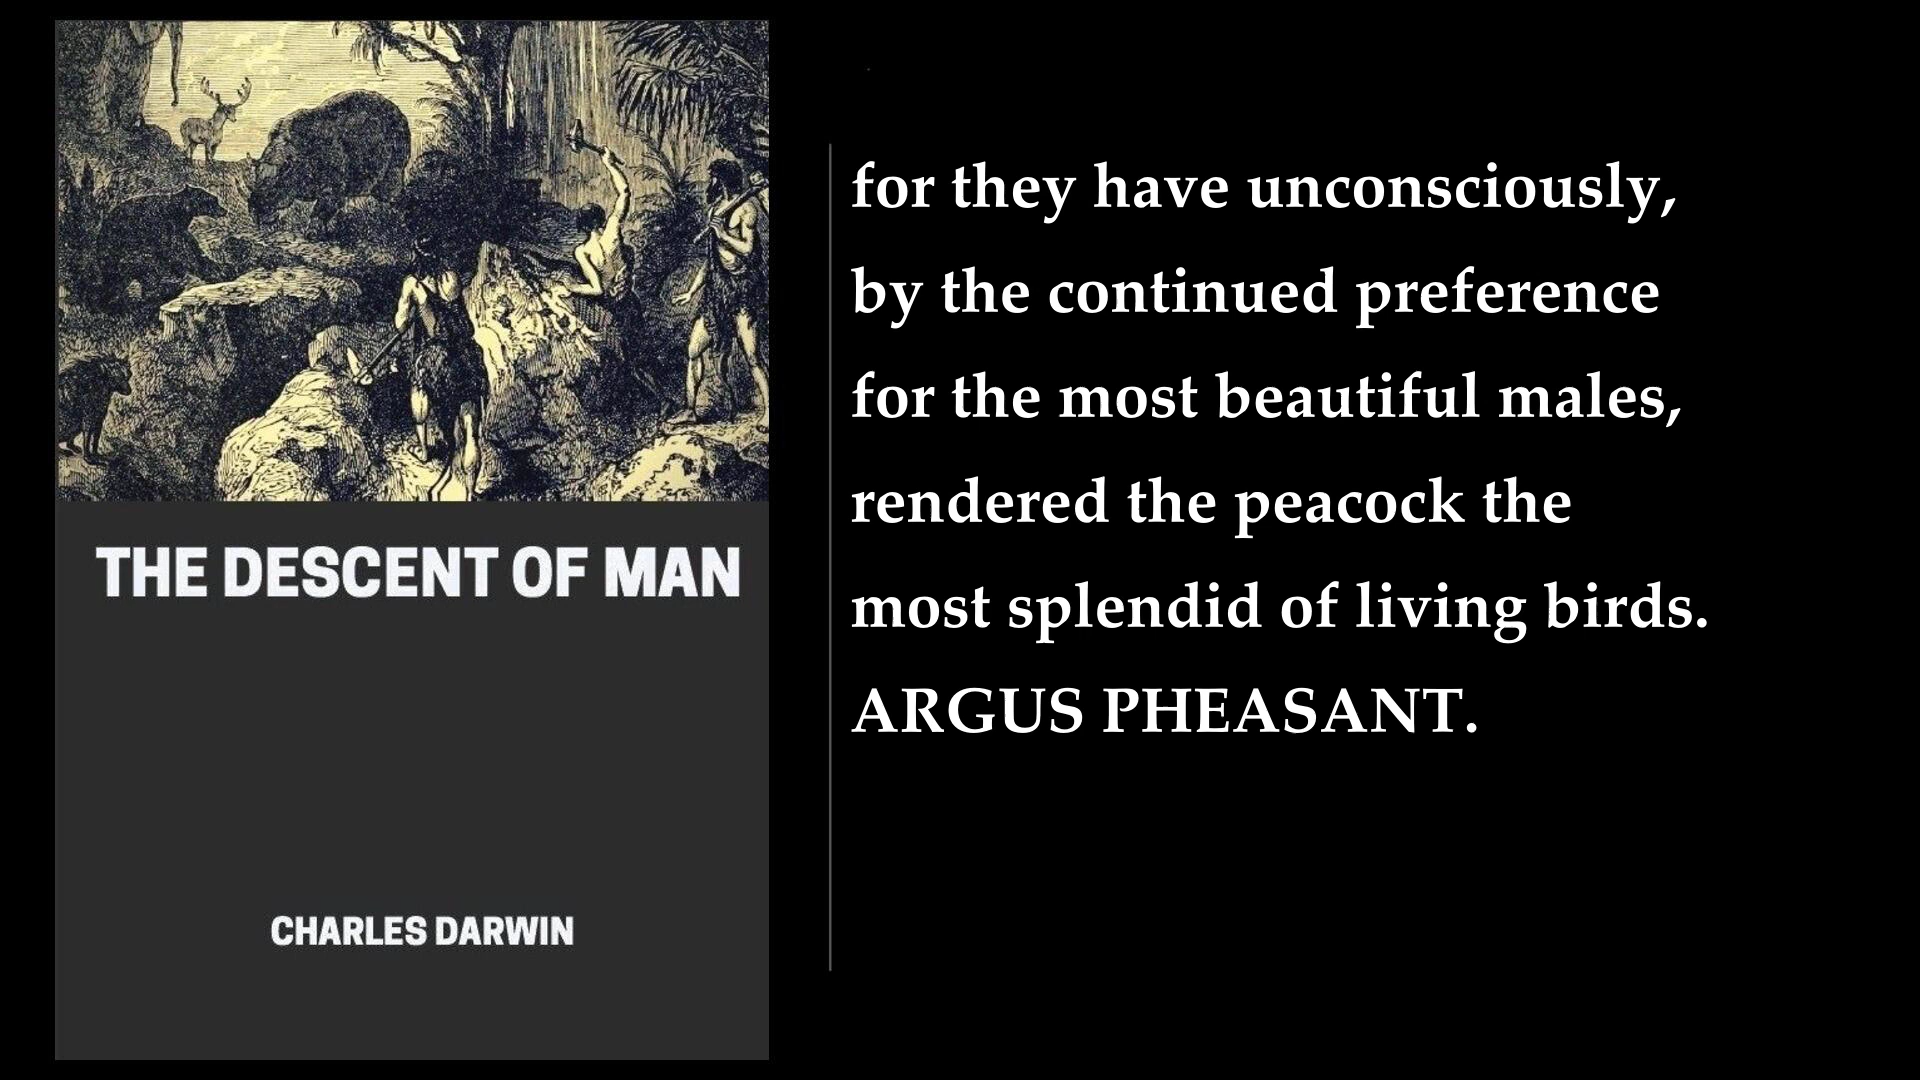 THE DESCENT OF MAN
CHARLES DARWIN
for they have unconsciously,
by the continued preference
for the most beautiful males,
rendered the peacock the
most splendid of living birds.
ARGUS PHEASANT.